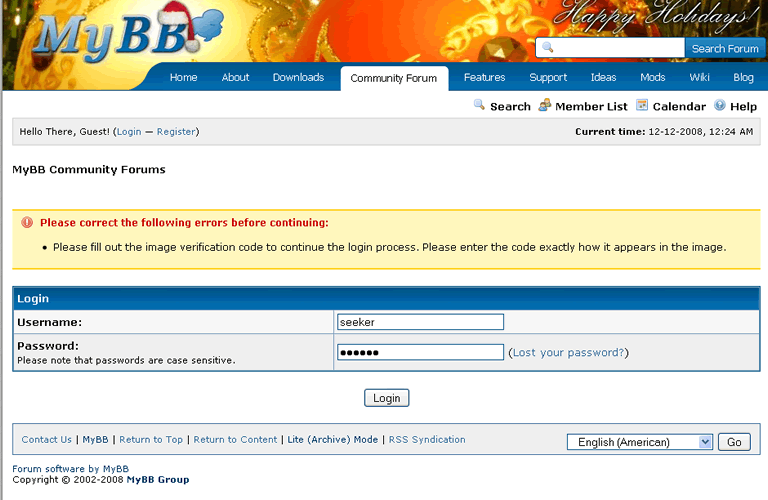 MyBB
Happy Holidays!
Search Forum
Home About Downloads Community Forum Features Support Ideas Mods Wiki Blog
Search Member List Calendar Help
Hello There, Guest! (Login — Register) Current time: 12-12-2008, 12:24 AM
MyBB Community Forums
Please correct the following errors before continuing:
• Please fill out the image verification code to continue the login process. Please enter the code exactly how it appears in the image.
Login
Username: seeker
Password: ●●●●●● (Lost your password?)
Please note that passwords are case sensitive.
Login
Contact Us | MyBB | Return to Top | Return to Content | Lite (Archive) Mode | RSS Syndication English (American) Go
Forum software by MyBB
Copyright © 2002-2008 MyBB Group